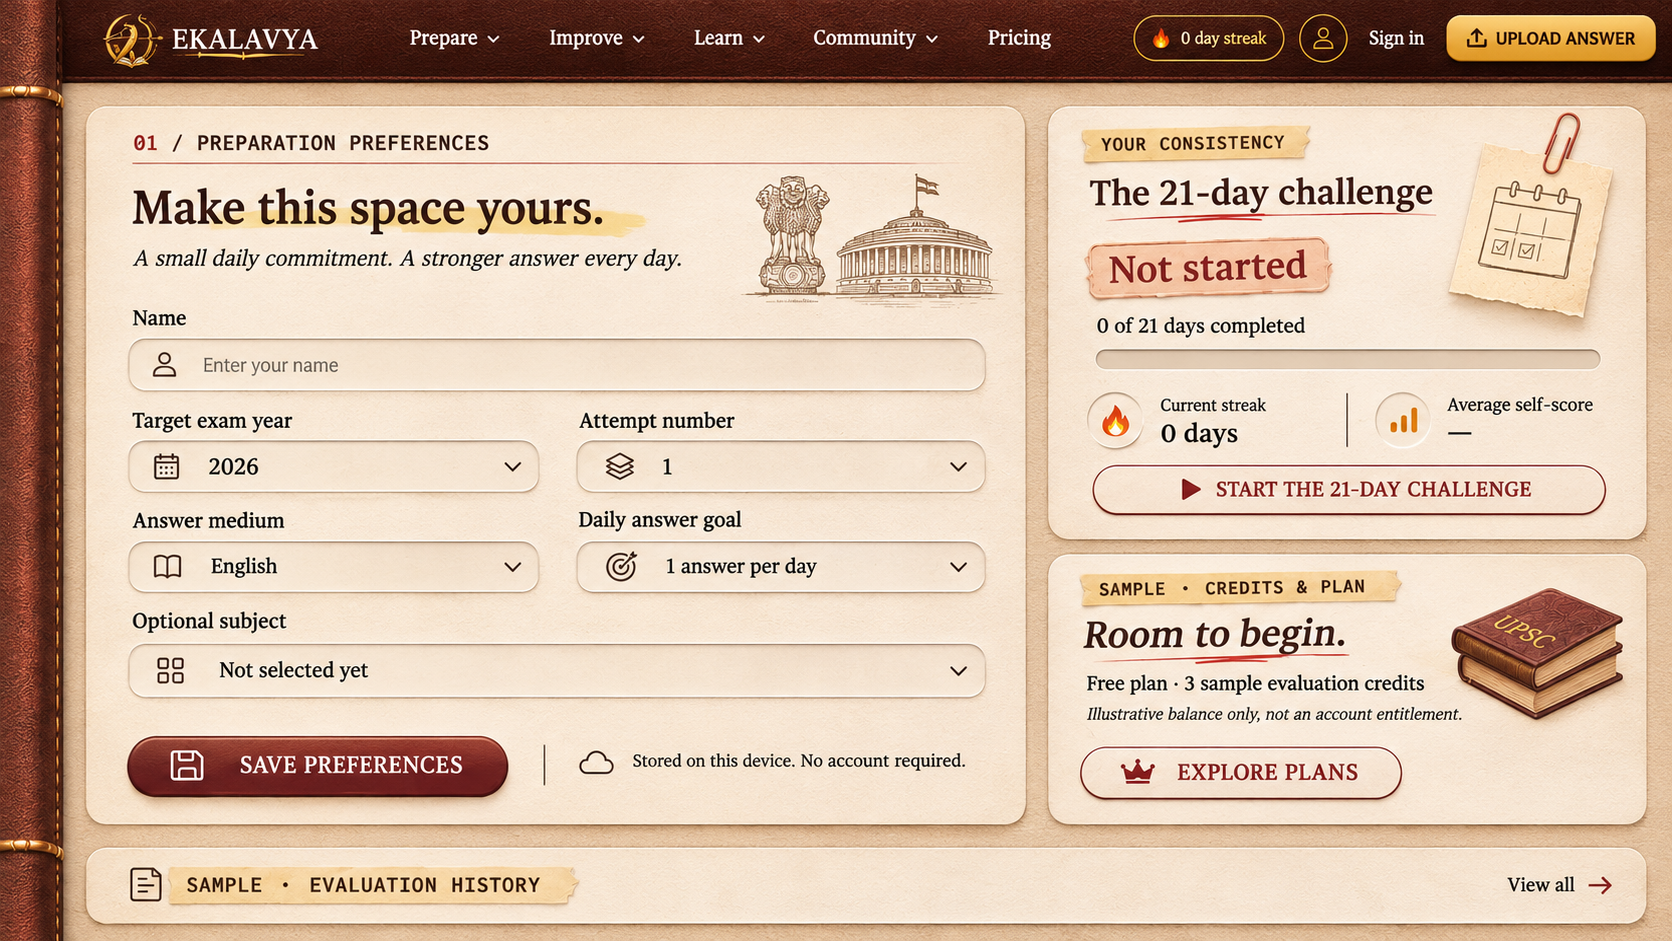 EKALAVYA
Prepare
Improve
Learn
Community
Pricing
0 day streak
Sign in
UPLOAD ANSWER
01 / PREPARATION PREFERENCES
Make this space yours.
A small daily commitment. A stronger answer every day.
Name
Enter your name
Target exam year
Attempt number
2026
1
Answer medium
Daily answer goal
English
1 answer per day
Optional subject
Not selected yet
SAVE PREFERENCES
Stored on this device. No account required.
YOUR CONSISTENCY
The 21-day challenge
Not started
0 of 21 days completed
Current streak
0 days
Average self-score
—
START THE 21-DAY CHALLENGE
SAMPLE · CREDITS & PLAN
Room to begin.
UPSC
Free plan · 3 sample evaluation credits
Illustrative balance only, not an account entitlement.
EXPLORE PLANS
SAMPLE · EVALUATION HISTORY
View all